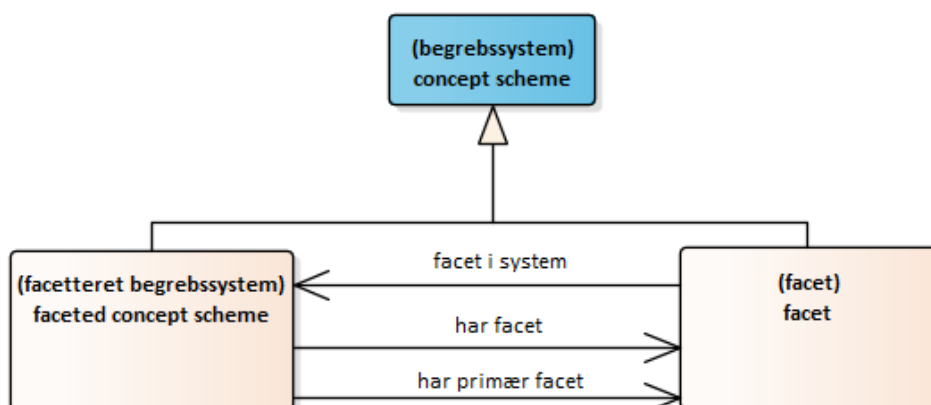 (begrebssystem)
concept scheme
(facetteret begrebssystem)
faceted concept scheme
facet i system
har facet
har primær facet
(facet)
facet